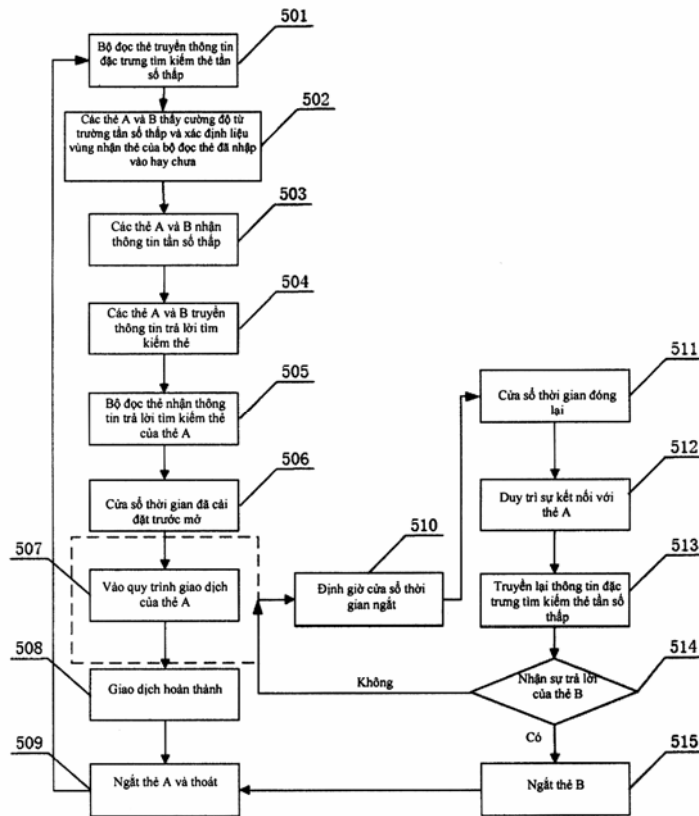 501
Bộ đọc thẻ truyền thông tin
đặc trưng tìm kiếm thẻ tần
số thấp
502
Các thẻ A và B thấy cường độ từ
trường tần số thấp và xác định liệu
vùng nhận thẻ của bộ đọc thẻ đã nhập
vào hay chưa
503
Các thẻ A và B nhận
thông tin tần số thấp
504
Các thẻ A và B truyền
thông tin trả lời tìm
kiếm thẻ
505
Bộ đọc thẻ nhận thông
tin trả lời tìm kiếm thẻ
của thẻ A
506
Cửa sổ thời gian đã cài
đặt trước mở
507
Vào quy trình giao dịch
của thẻ A
508
Giao dịch hoàn thành
509
Ngắt thẻ A và thoát
510
Định giờ cửa sổ thời
gian ngắt
511
Cửa sổ thời gian đóng
lại
512
Duy trì sự kết nối với
thẻ A
513
Truyền lại thông tin đặc
trưng tìm kiếm thẻ tần số
thấp
514
Nhận sự trả lời
của thẻ B
Không
Có
515
Ngắt thẻ B